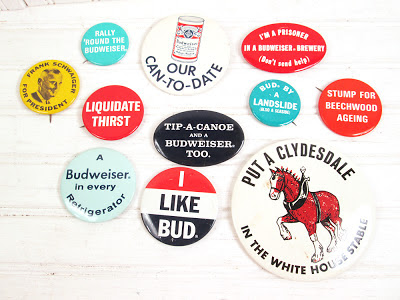 RALLY
'ROUND THE
BUDWEISER.
Budweiser
OUR
CAN-TO-DATE
I'M A PRISONER
IN A BUDWEISER® BREWERY
(Don't send help)
FRANK SCHWAIGER
FOR PRESIDENT
LIQUIDATE
THIRST
TIP-A-CANOE
AND A
BUDWEISER®
TOO.
BUD® BY
A
LANDSLIDE
STUMP FOR
BEECHWOOD
AGEING
A
Budweiser®
in every
Refrigerator
I
LIKE
BUD®
PUT A CLYDESDALE
IN THE WHITE HOUSE STABLE